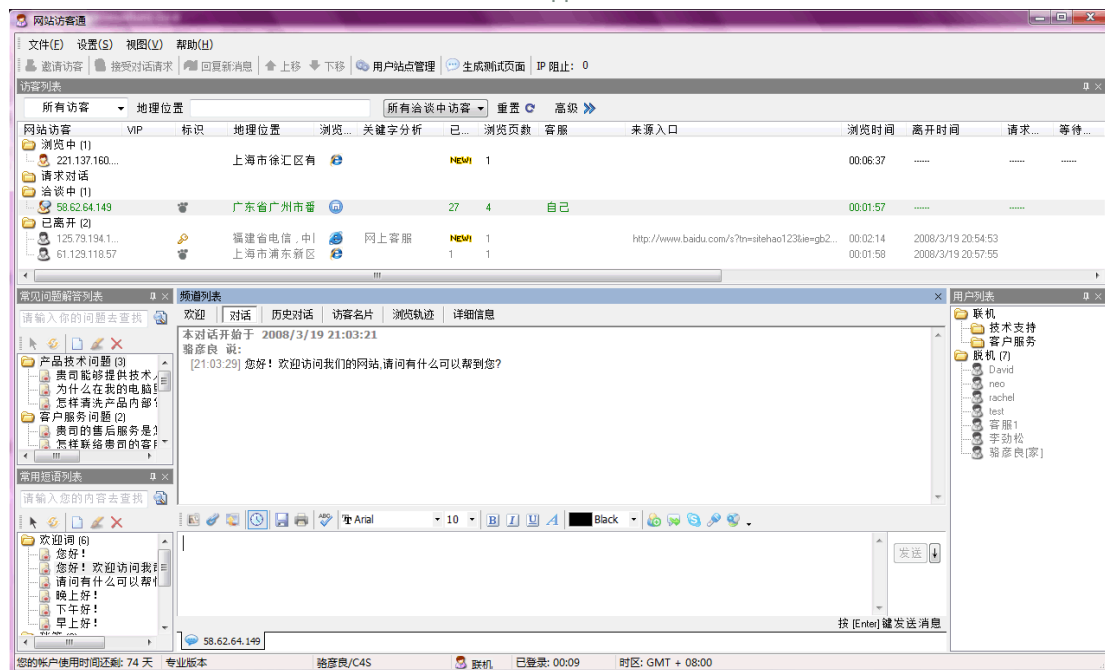 网站访客通
文件(F) 设置(S) 视图(V) 帮助(H)
邀请访客 接受对话请求 回复新消息 上移 下移 用户站点管理 生成测试页面 IP 阻止: 0
访客列表
所有访客 地理位置 所有洽谈中访客 重置 高级
网站访客 VIP 标识 地理位置 浏览... 关键字分析 已... 浏览页数 客服 来源入口 浏览时间 离开时间 请求... 等待...
浏览中 (1)
221.137.160.... 上海市徐汇区有 NEW! 1 00:06:37 ------ ------ ------
请求对话
洽谈中 (1)
58.62.64.149 广东省广州市番 27 4 自己 00:01:57 ------ ------
已离开 (2)
125.79.194.1... 福建省电信,中 网上客服 NEW! 1 http://www.baidu.com/s?tn=sitehao123&ie=gb2... 00:02:14 2008/3/19 20:54:53
61.129.118.57 上海市浦东新区 1 1 00:01:58 2008/3/19 20:57:55
常见问题解答列表
请输入你的问题去查找
产品技术问题 (3)
贵司能够提供技术
为什么在我的电脑
怎样清洗产品内部
客户服务问题 (2)
贵司的售后服务是
怎样联络贵司的客
常用短语列表
请输入您的内容去查找
欢迎词 (6)
您好!
您好!欢迎访问我
请问有什么可以帮
晚上好!
下午好!
早上好!
频道列表
欢迎 对话 历史对话 访客名片 浏览轨迹 详细信息
本对话开始于 2008/3/19 21:03:21
骆彦良 说:
[21:03:29] 您好!欢迎访问我们的网站,请问有什么可以帮到您?
Arial 10 B I U A Black
发送
按 [Enter] 键发送消息
58.62.64.149
用户列表
联机
技术支持
客户服务
脱机 (7)
David
neo
rachel
test
客服1
李劲松
骆彦良[家]
您的帐户使用时间还剩: 74 天 专业版本 骆彦良/C4S 联机 已登录: 00:09 时区: GMT + 08:00